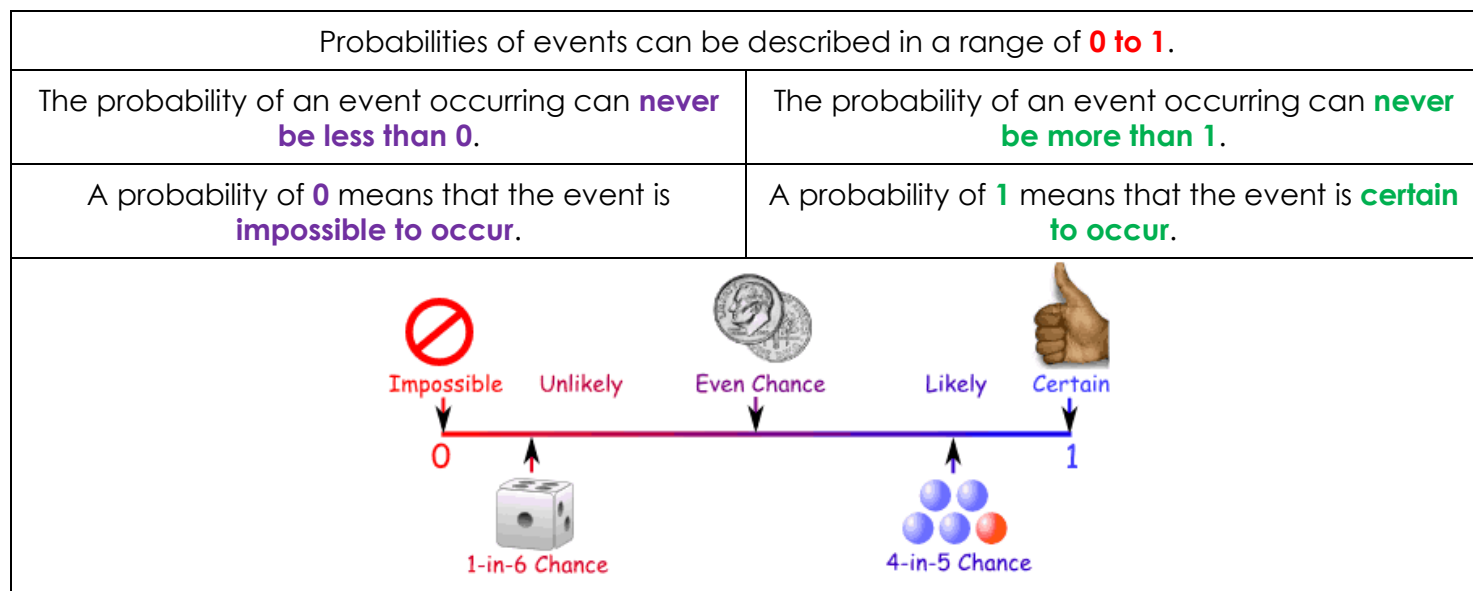 Probabilities of events can be described in a range of 0 to 1.
The probability of an event occurring can never
be less than 0.
The probability of an event occurring can never
be more than 1.
A probability of 0 means that the event is
impossible to occur.
A probability of 1 means that the event is certain
to occur.
Impossible Unlikely Even Chance Likely Certain
0 1
1-in-6 Chance 4-in-5 Chance